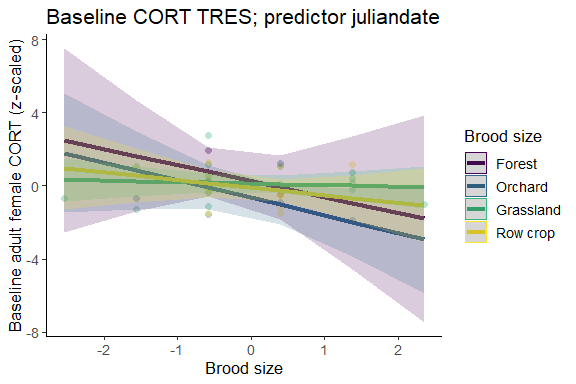 Baseline CORT TRES; predictor juliandate
Baseline adult female CORT (z-scaled)
8
4
0
-4
-8
-2
-1
0
1
2
Brood size
Brood size
Forest
Orchard
Grassland
Row crop